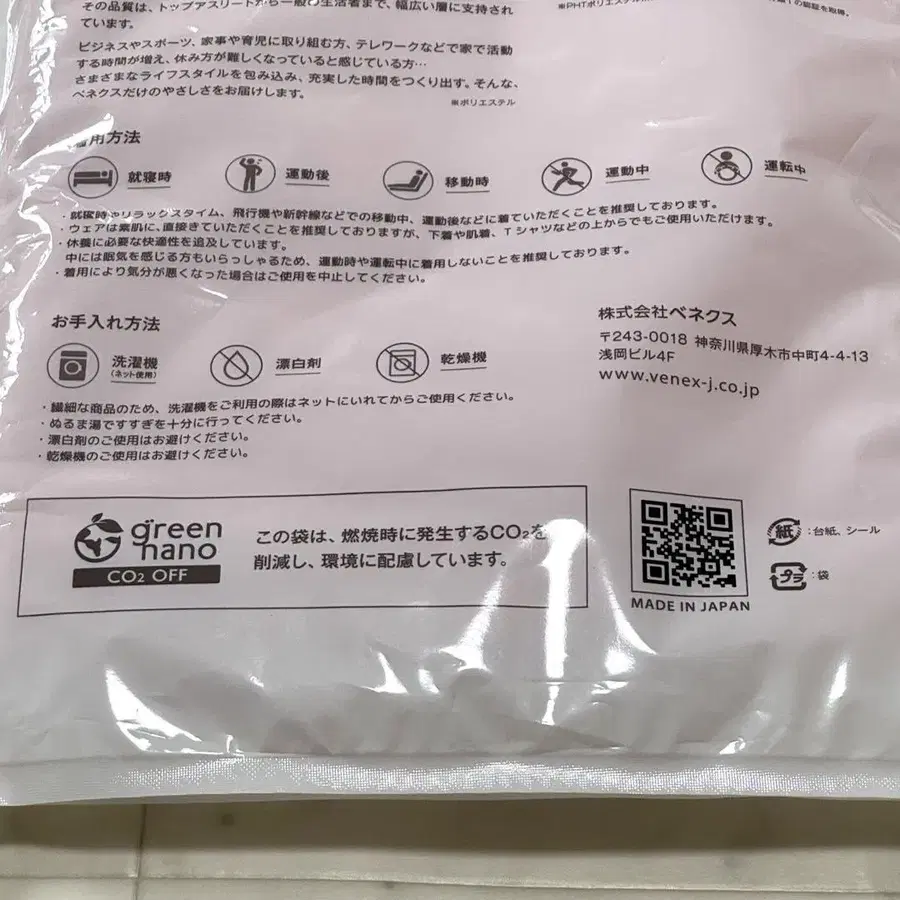 その品質は、トップアスリートから一般の生活者まで、幅広い層に支持され
ています。
ビジネスやスポーツ、家事や育児に取り組む方、テレワークなどで家で活動
する時間が増え、休み方が難しくなっていると感じている方…
さまざまなライフスタイルを包み込み、充実した時間をつくり出す。そんな、
ベネクスだけのやさしさをお届けします。
※ポリエステル
※PHTポリエステル
の認証を取得。
着用方法
就寝時
運動後
移動時
運動中
運転中
・就寝時やリラックスタイム、飛行機や新幹線などでの移動中、運動後などに着ていただくことを推奨しております。
・ウェアは素肌に直接きていただくことを推奨しておりますが、下着や肌着、Tシャツなどの上からでもご使用いただけます。
・休養に必要な快適性を追及しています。
中には眠気を感じる方もいらっしゃるため、運動時や運転中に着用しないことを推奨しております。
・着用により気分が悪くなった場合はご使用を中止してください。
お手入れ方法
洗濯機
(ネット使用)
漂白剤
乾燥機
・繊細な商品のため、洗濯機をご利用の際はネットにいれてからご使用ください。
・ぬるま湯ですすぎを十分に行ってください。
・漂白剤のご使用はお避けください。
・乾燥機のご使用はお避けください。
株式会社ベネクス
〒243-0018 神奈川県厚木市中町4-4-13
浅岡ビル4F
www.venex-j.co.jp
green
nano
CO₂ OFF
この袋は、燃焼時に発生するCO₂を
削減し、環境に配慮しています。
MADE IN JAPAN
紙:台紙、シール
プラ:袋